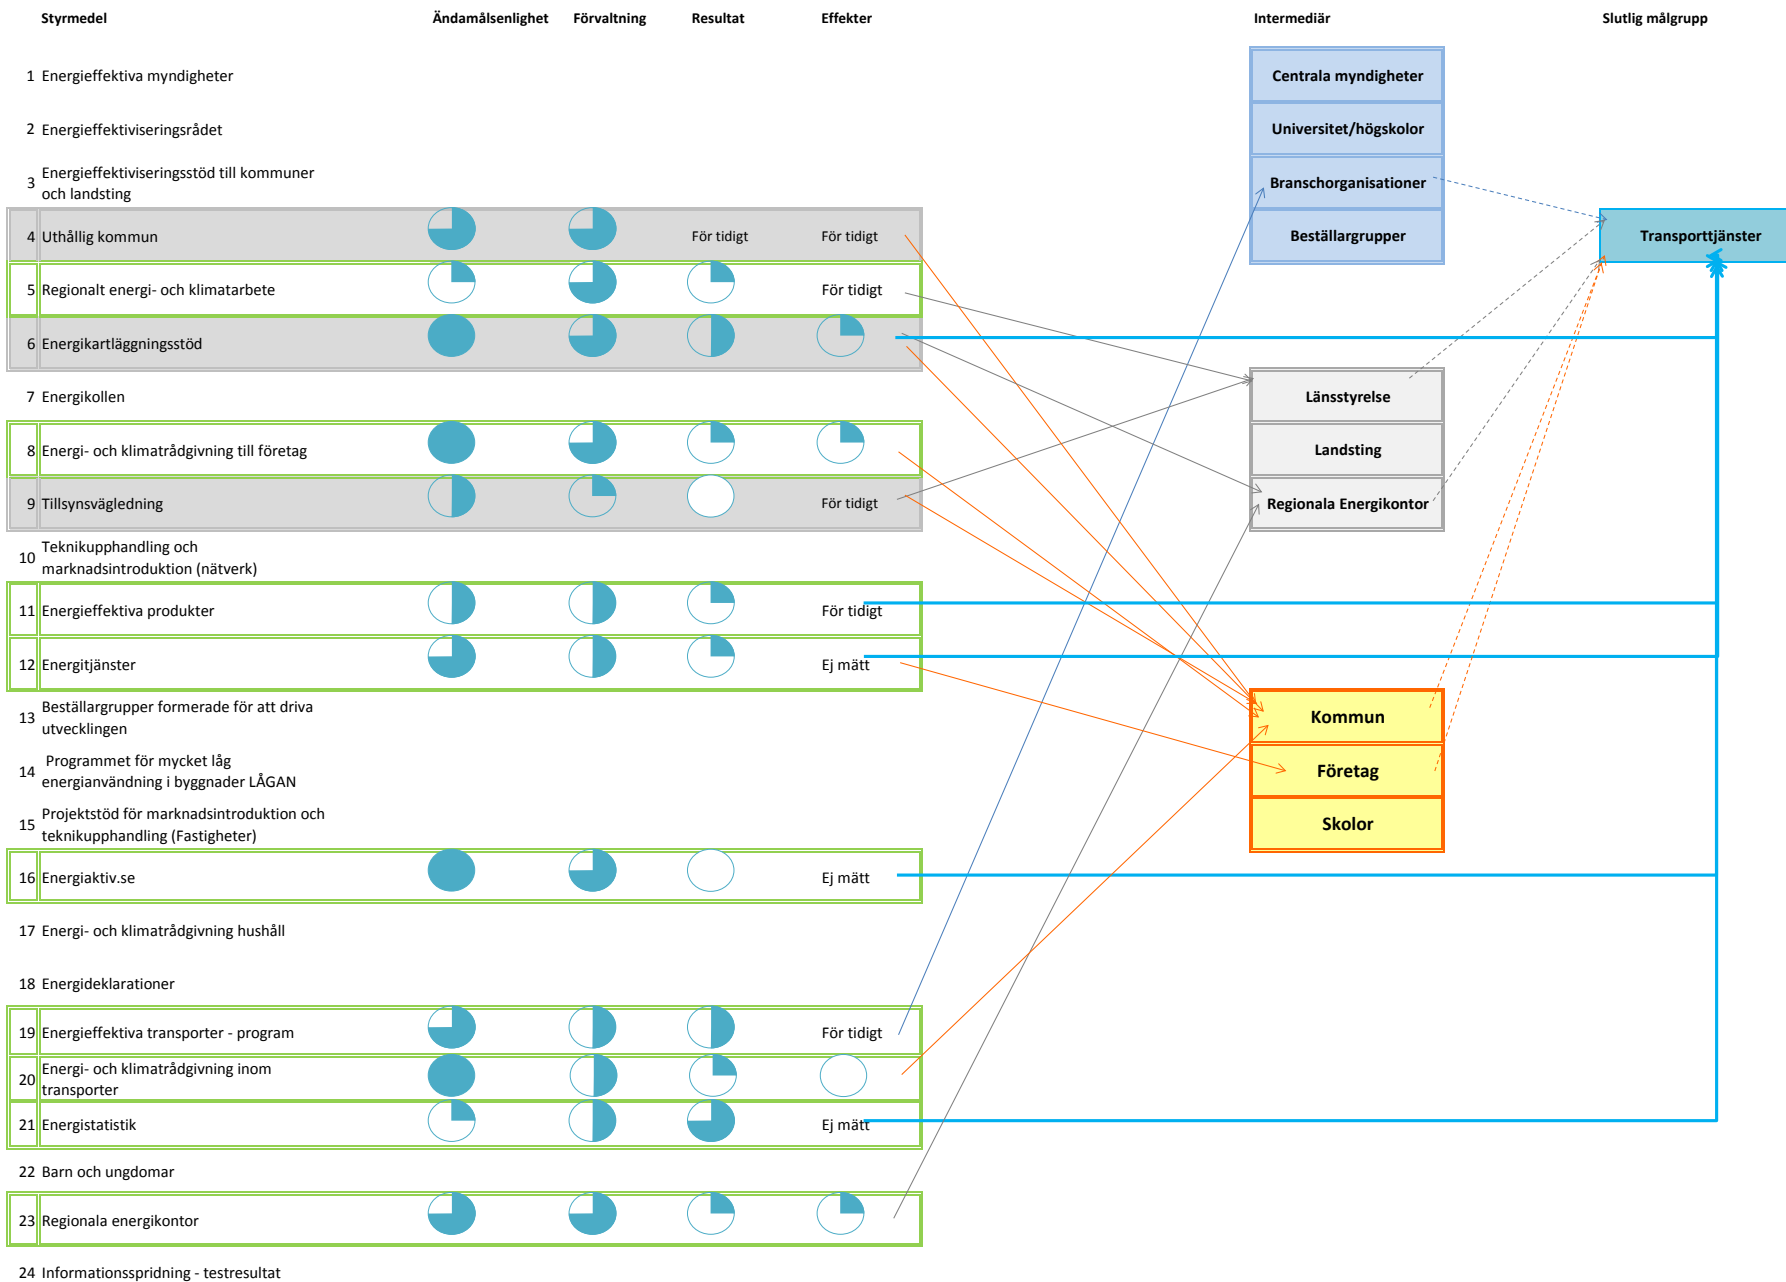 Styrmedel Ändamålsenlighet Förvaltning Resultat Effekter Intermediär Slutlig målgrupp
1 Energieffektiva myndigheter
Centrala myndigheter
2 Energieffektiviseringsrådet
Universitet/högskolor
3 Energieffektiviseringsstöd till kommuner
och landsting
Branschorganisationer
4 Uthållig kommun För tidigt För tidigt
Beställargrupper
Transporttjänster
5 Regionalt energi- och klimatarbete För tidigt
6 Energikartläggningsstöd
7 Energikollen
Länsstyrelse
8 Energi- och klimatrådgivning till företag
Landsting
9 Tillsynsvägledning För tidigt
Regionala Energikontor
10 Teknikupphandling och
marknadsintroduktion (nätverk)
11 Energieffektiva produkter För tidigt
12 Energitjänster Ej mätt
13 Beställargrupper formerade för att driva
utvecklingen
Kommun
14 Programmet för mycket låg
energianvändning i byggnader LÅGAN
Företag
15 Projektstöd för marknadsintroduktion och
teknikupphandling (Fastigheter)
Skolor
16 Energiaktiv.se Ej mätt
17 Energi- och klimatrådgivning hushåll
18 Energideklarationer
19 Energieffektiva transporter - program För tidigt
20 Energi- och klimatrådgivning inom
transporter
21 Energistatistik Ej mätt
22 Barn och ungdomar
23 Regionala energikontor
24 Informationsspridning - testresultat